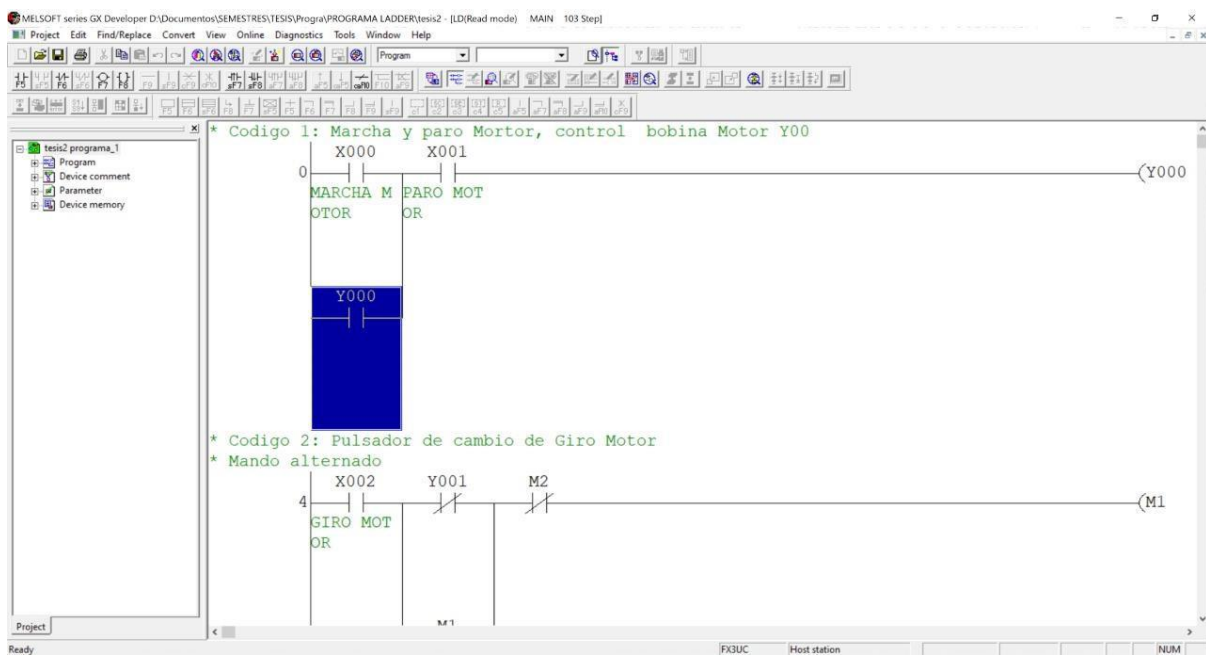 MELSOFT series GX Developer D:\Documentos\SEMESTRES\TESIS\Progra\PROGRAMA LADDER\tesis2 - [LD(Read mode) MAIN 103 Step]
Project Edit Find/Replace Convert View Online Diagnostics Tools Window Help
Program
tesis2 programa_1
Program
Device comment
Parameter
Device memory
Project
* Codigo 1: Marcha y paro Mortor, control bobina Motor Y00
X000 X001
0 (Y000
MARCHA M PARO MOT
OTOR OR
Y000
* Codigo 2: Pulsador de cambio de Giro Motor
* Mando alternado
X002 Y001 M2
4 (M1
GIRO MOT
OR
M1
Ready FX3UC Host station NUM